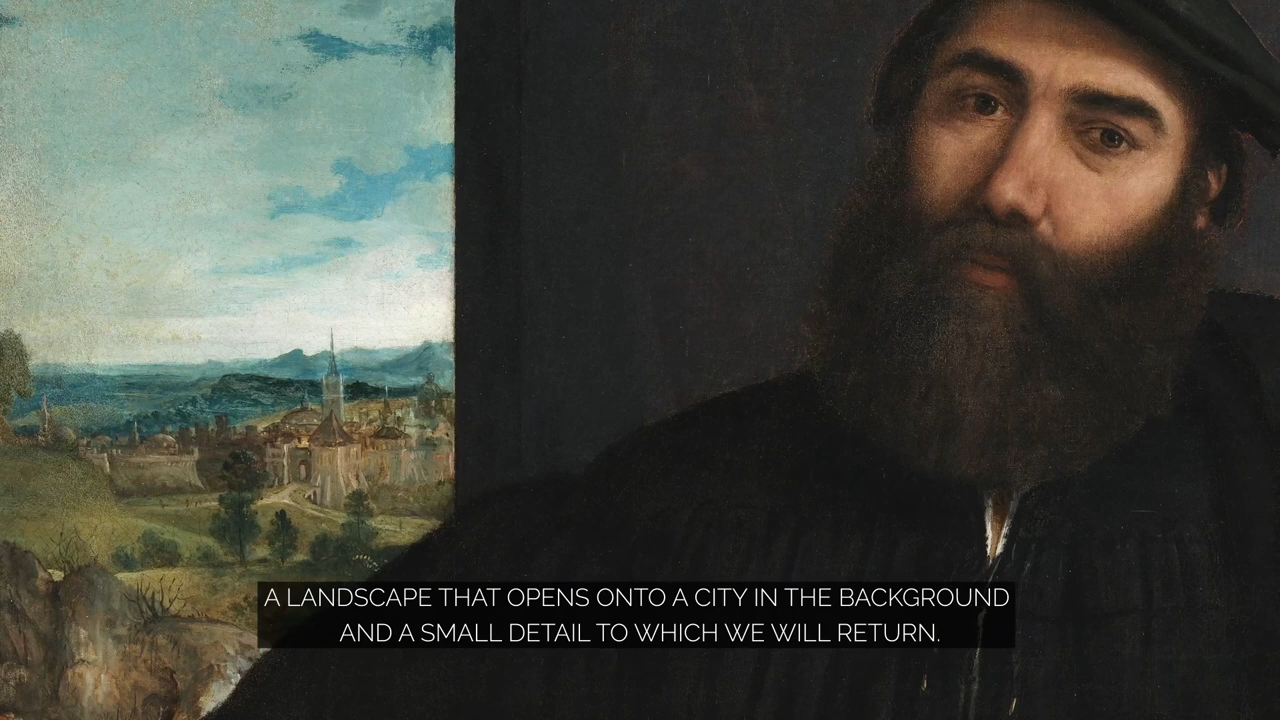 A LANDSCAPE THAT OPENS ONTO A CITY IN THE BACKGROUND
AND A SMALL DETAIL TO WHICH WE WILL RETURN.